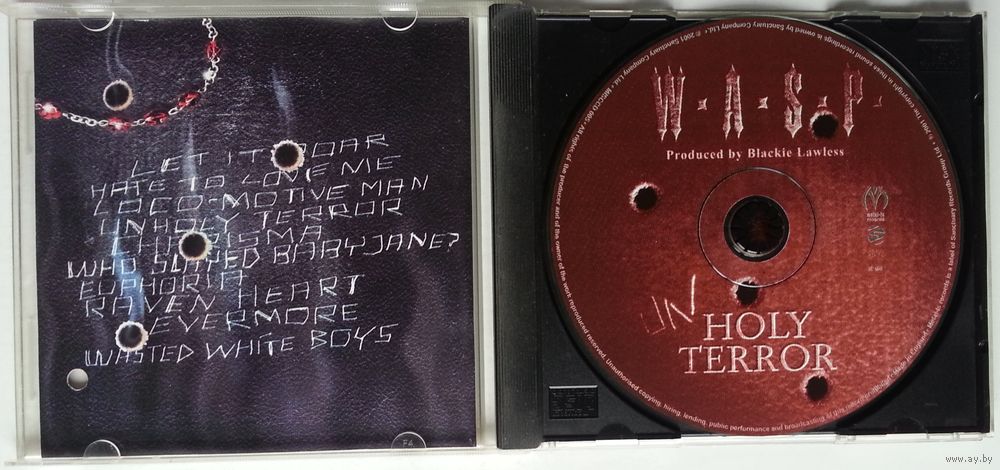 LET IT ROAR
HATE TO LOVE ME
LOCO-MOTIVE MAN
UNHOLY TERROR
CHARISMA
WHO SLAYED BABY JANE?
EUPHORIA
RAVEN HEART
EVERMORE
WASTED WHITE BOYS
F4
W·A·S·P·
Produced by Blackie Lawless
UN
HOLY
TERROR
www.ay.by